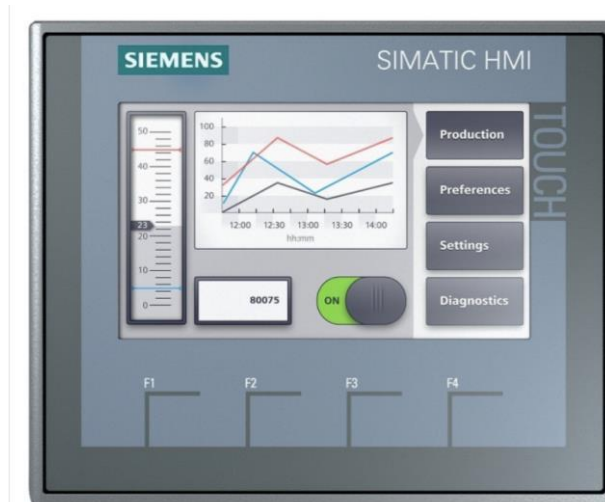 SIEMENS
SIMATIC HMI
TOUCH
50
40
30
23
20
10
0
100
80
60
40
20
12:00 12:30 13:00 13:30 14:00
hh:mm
80075
ON
Production
Preferences
Settings
Diagnostics
F1 F2 F3 F4